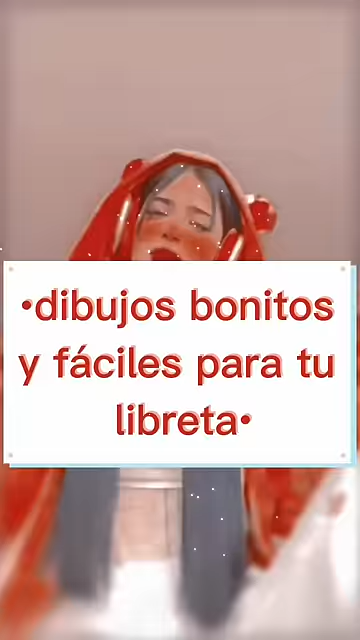 •dibujos bonitos
y fáciles para tu
libreta•